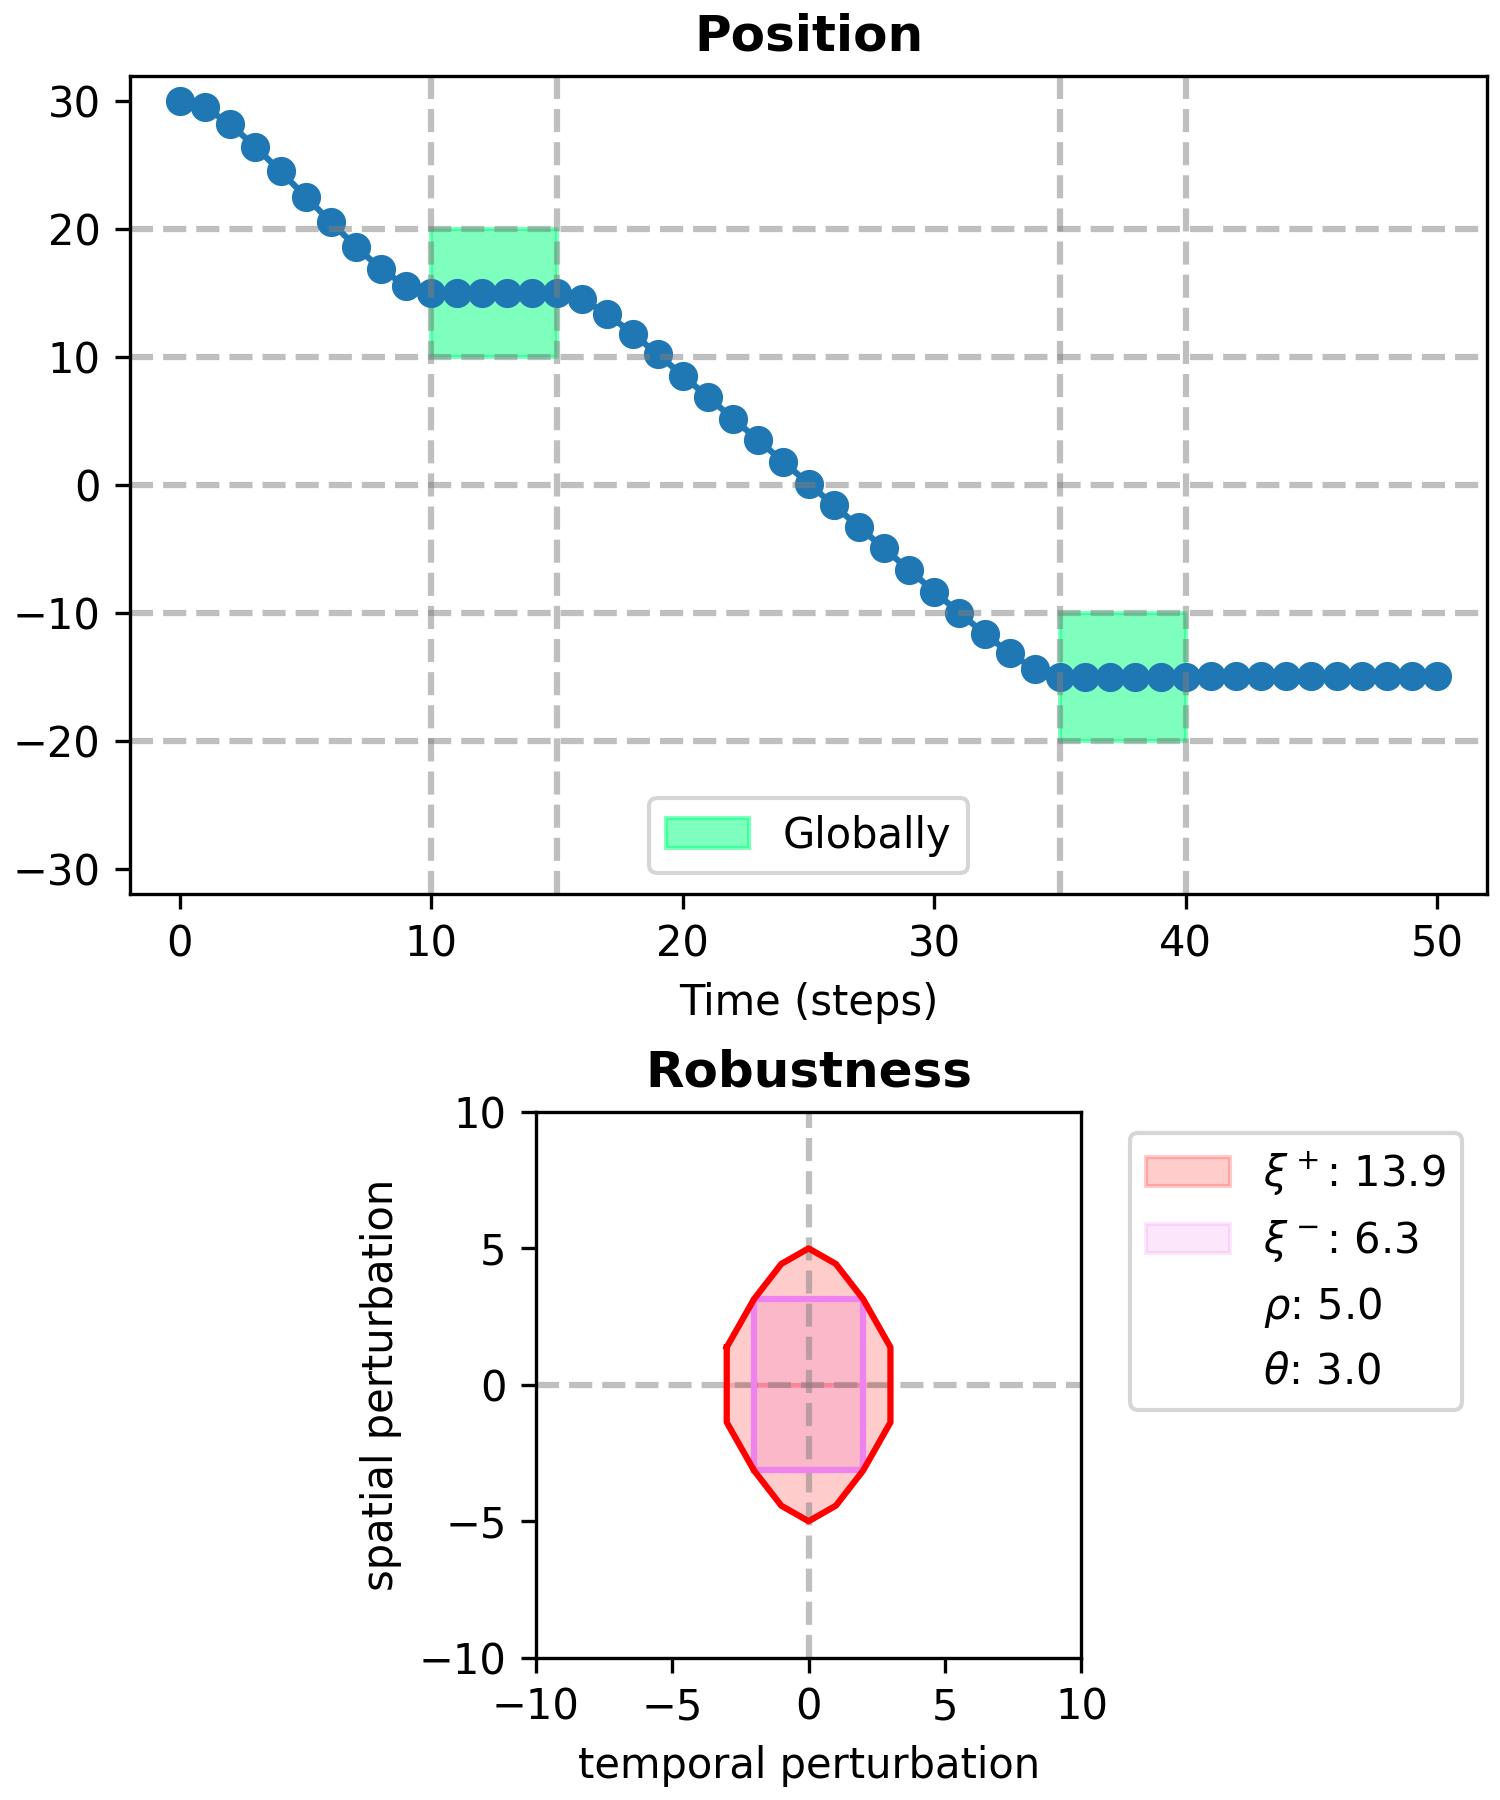 Position
30
20
10
0
−10
−20
−30
Globally
0 10 20 30 40 50
Time (steps)
Robustness
10
5
0
−5
−10
spatial perturbation
−10 −5 0 5 10
temporal perturbation
ξ⁺: 13.9
ξ⁻: 6.3
ρ: 5.0
θ: 3.0